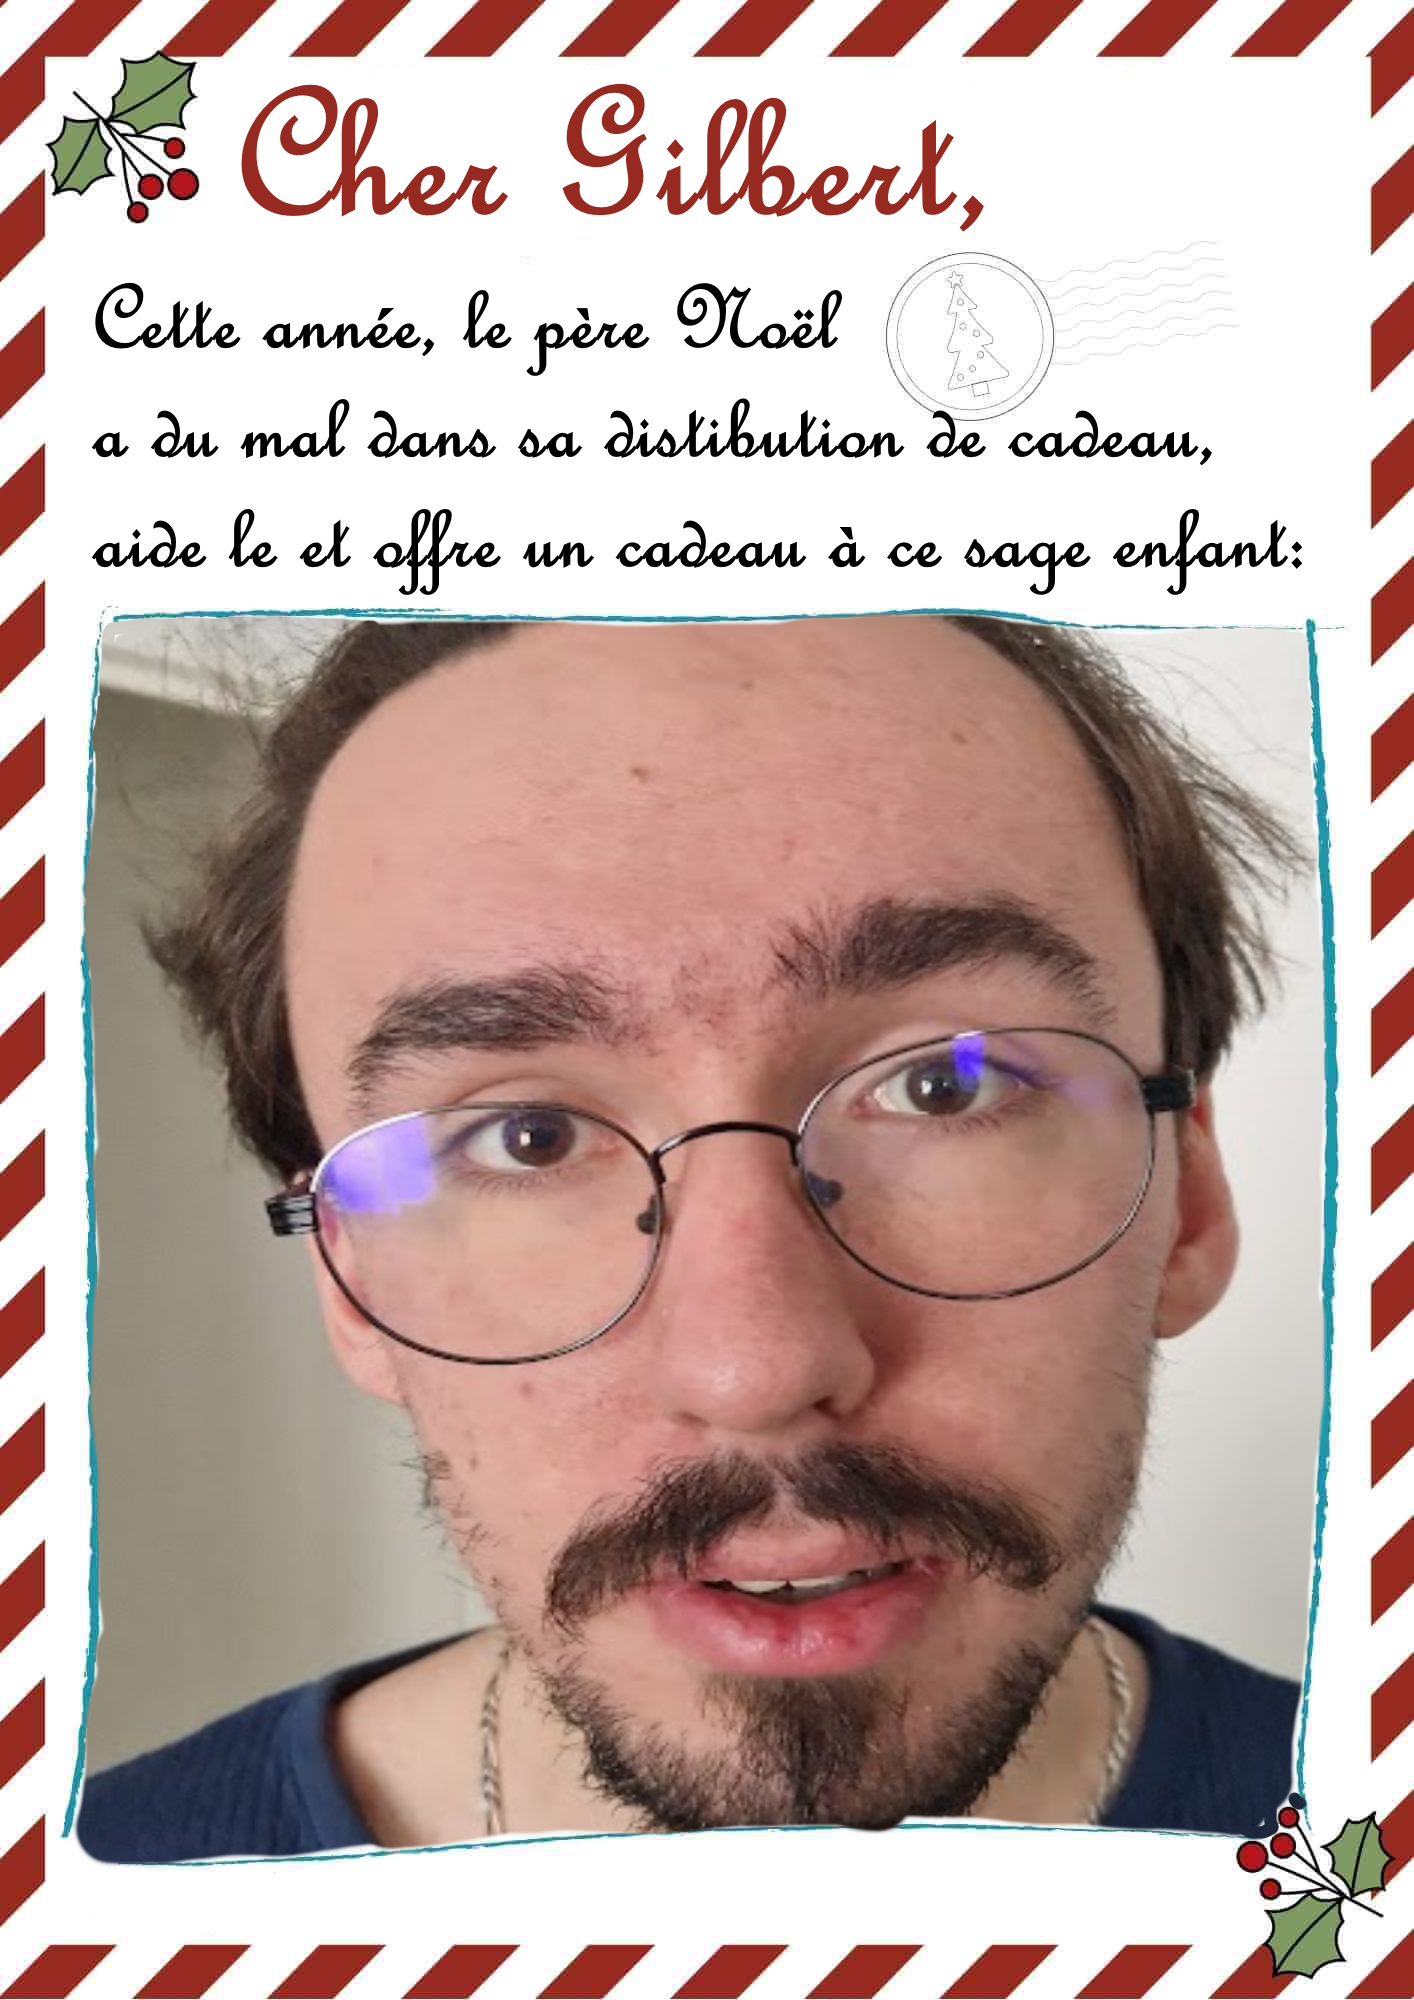 Cher Gilbert,
Cette année, le père Noël
a du mal dans sa distibution de cadeau,
aide le et offre un cadeau à ce sage enfant: